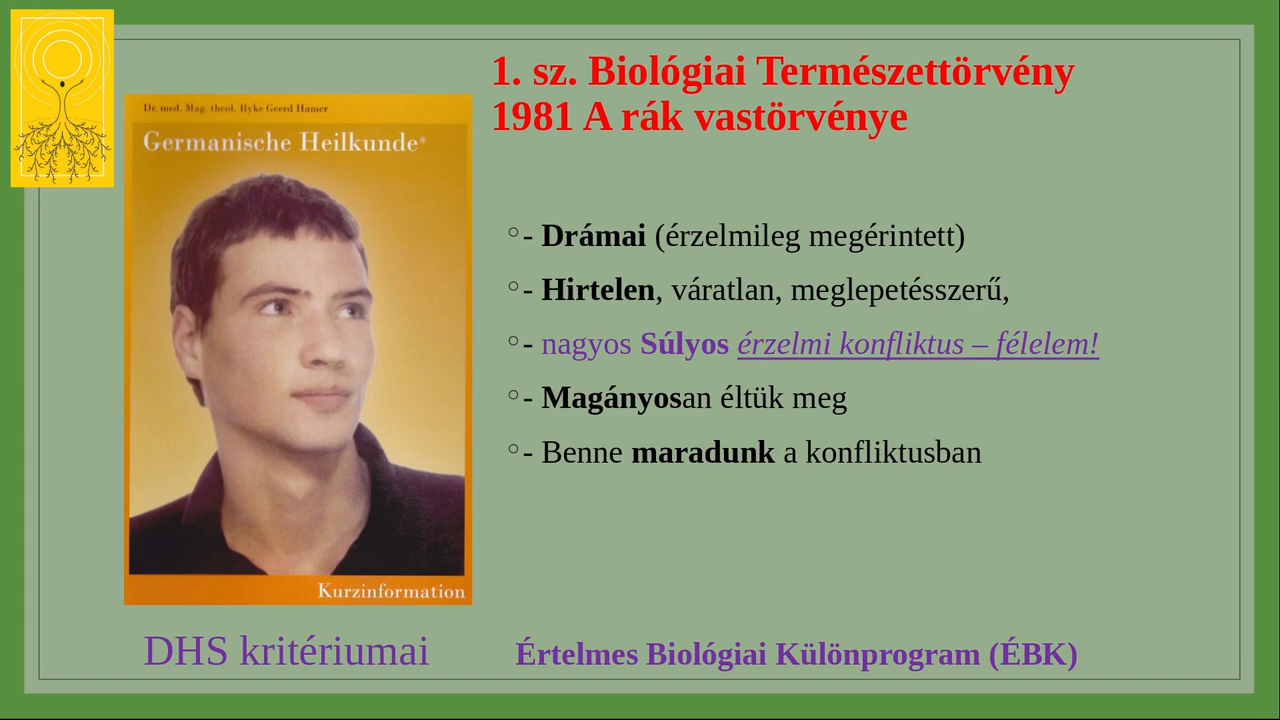 1. sz. Biológiai Természettörvény
1981 A rák vastörvénye
Dr. med. Mag. theol. Ryke Geerd Hamer
Germanische Heilkunde®
- Drámai (érzelmileg megérintett)
- Hirtelen, váratlan, meglepetésszerű,
- nagyos Súlyos érzelmi konfliktus – félelem!
- Magányosan éltük meg
- Benne maradunk a konfliktusban
Kurzinformation
DHS kritériumai
Értelmes Biológiai Különprogram (ÉBK)